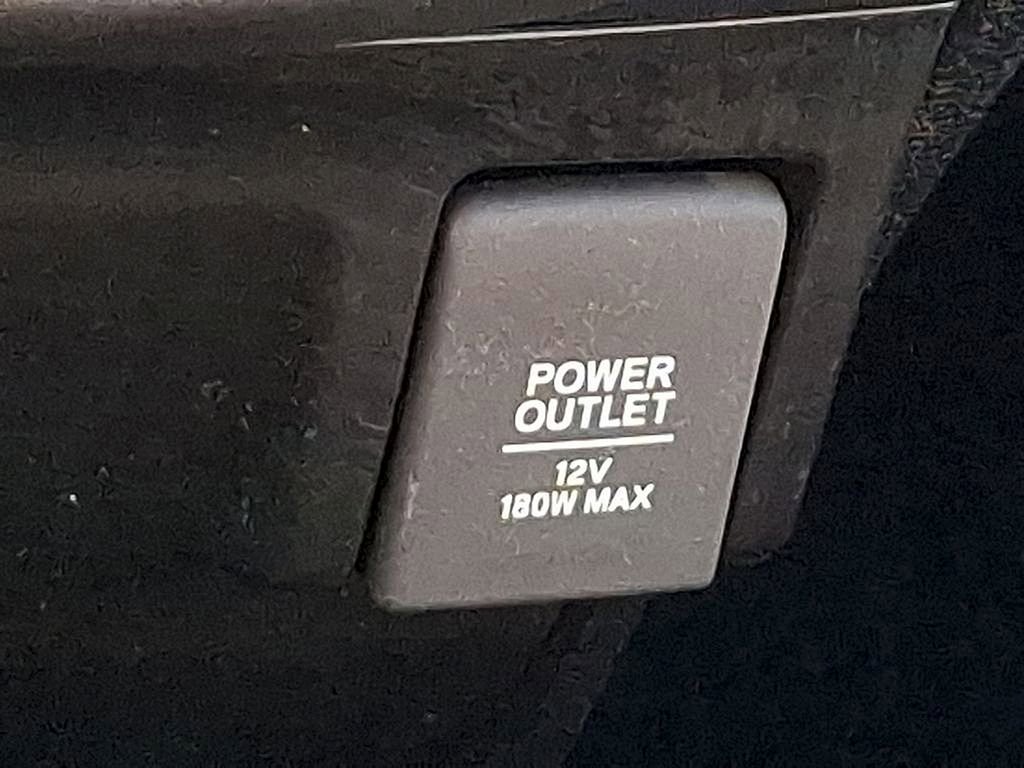 POWER
OUTLET
12V
180W MAX